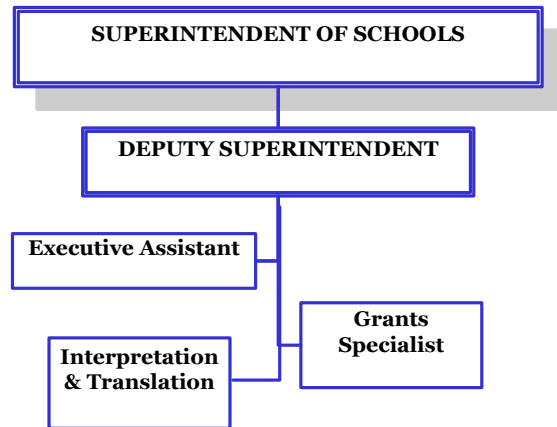 SUPERINTENDENT OF SCHOOLS
DEPUTY SUPERINTENDENT
Executive Assistant
Grants
Specialist
Interpretation
& Translation